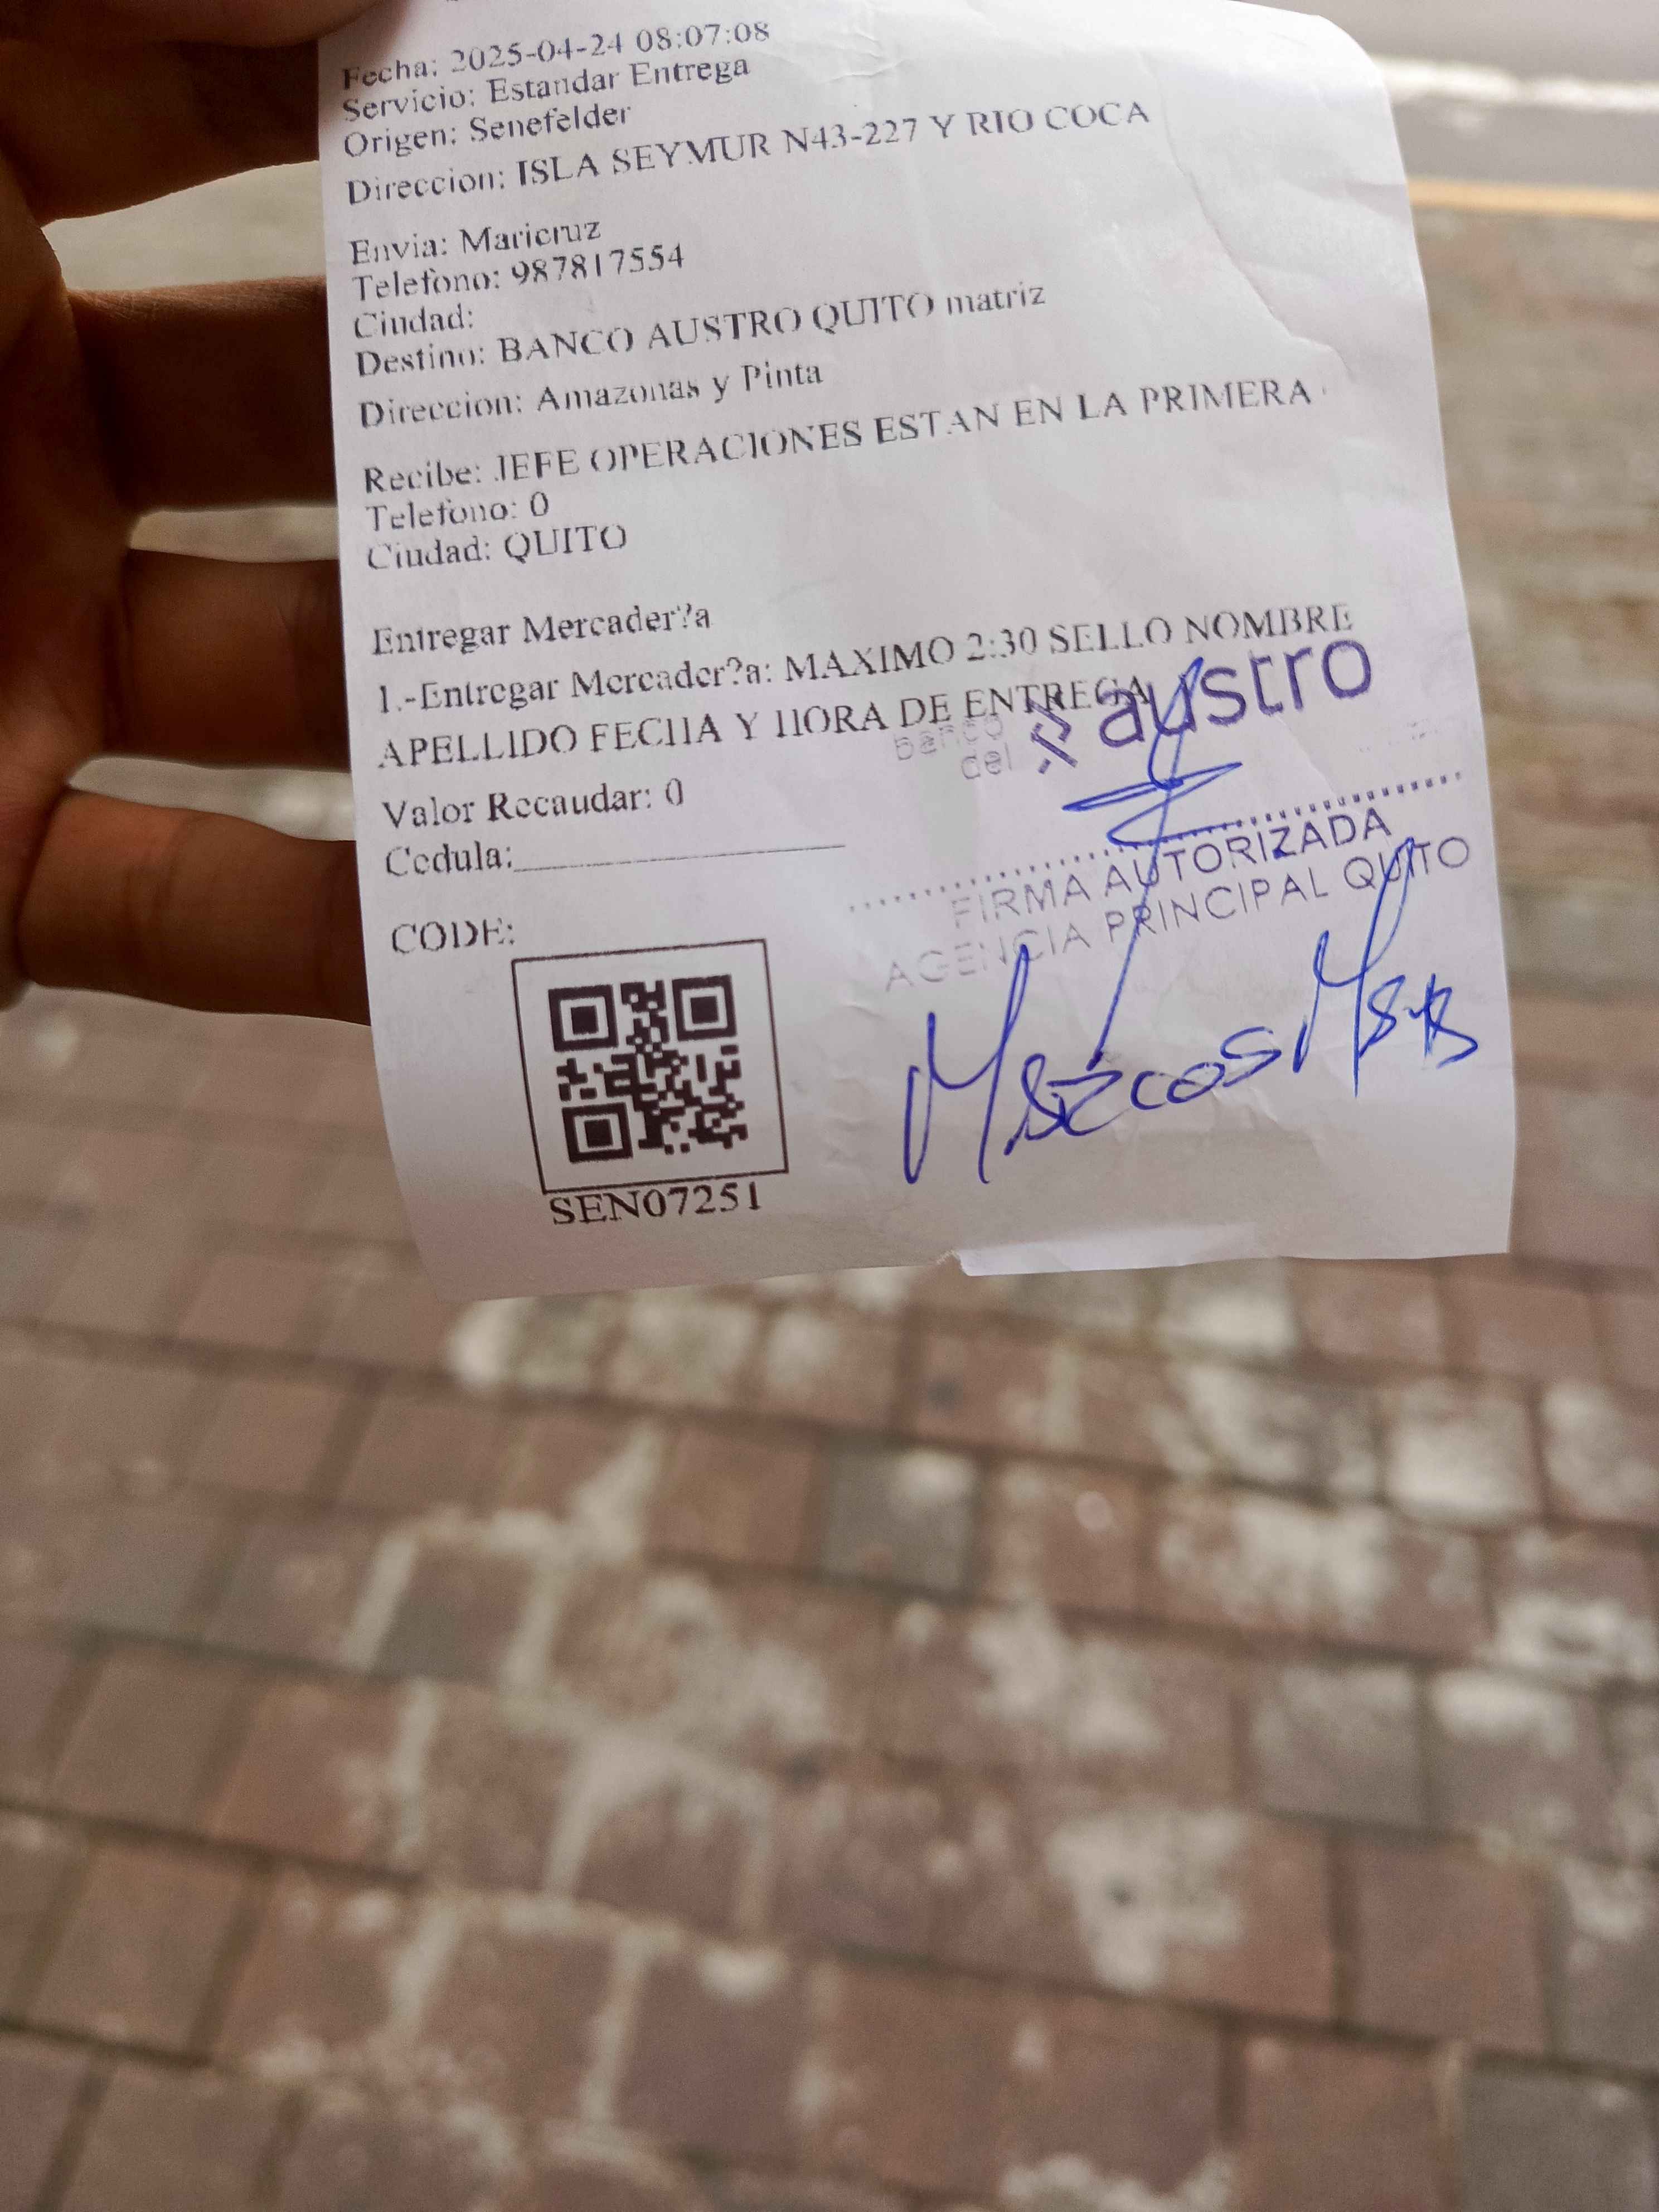 Fecha: 2025-04-24 08:07:08
Servicio: Estandar Entrega
Origen: Senefelder
Direccion: ISLA SEYMUR N43-227 Y RIO COCA
Envia: Maricruz
Telefono: 987817554
Ciudad:
Destino: BANCO AUSTRO QUITO matriz
Direccion: Amazonas y Pinta
Recibe: JEFE OPERACIONES ESTAN EN LA PRIMERA
Telefono: 0
Ciudad: QUITO
Entregar Mercader?a
1.-Entregar Mercader?a: MAXIMO 2:30 SELLO NOMBRE
APELLIDO FECHA Y HORA DE ENTREGA
banco del austro
Valor Recaudar: 0
Cedula:
FIRMA AUTORIZADA
AGENCIA PRINCIPAL QUITO
CODE:
Marcos
SEN07251